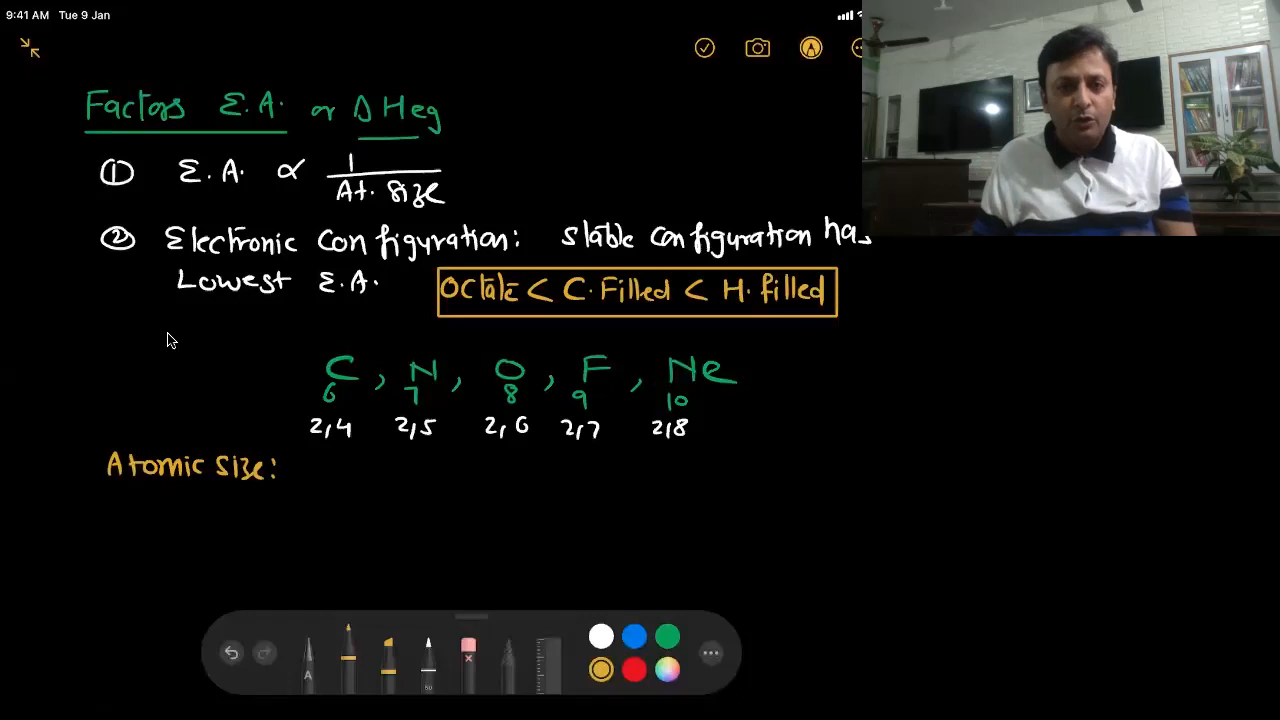 9:41 AM Tue 9 Jan
Factors E.A. or ΔHeg
① E.A. ∝ 1/At. size
② Electronic Configuration: stable configuration has
Lowest E.A.
Octate < C.Filled < H.filled
C, N, O, F, Ne
6 7 8 9 10
2,4 2,5 2,6 2,7 2,8
Atomic size:
A
50